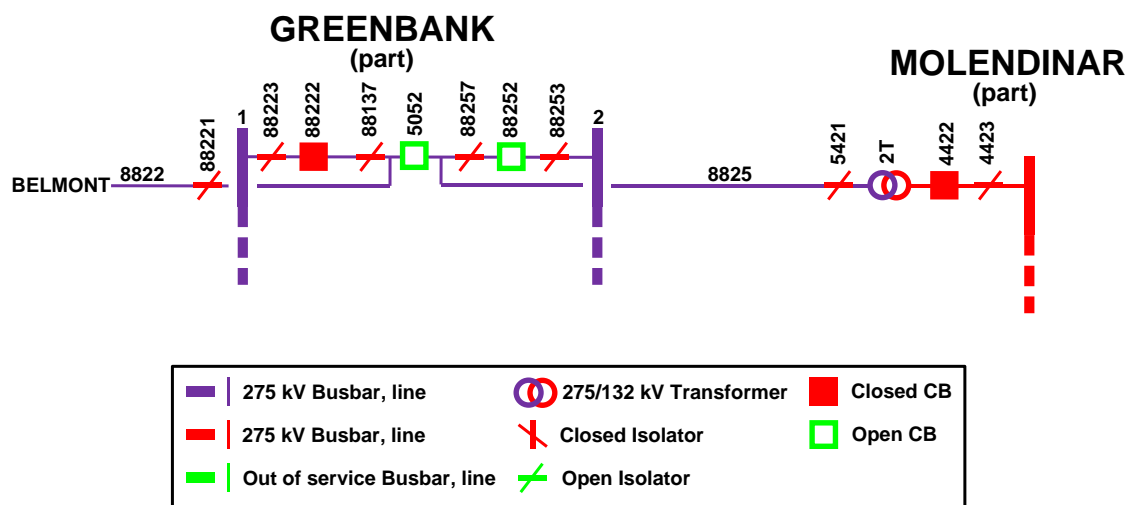 GREENBANK
(part)
MOLENDINAR
(part)
1
88223
88222
88137
5052
88257
88252
88253
2
88221
BELMONT
8822
8825
5421
2T
4422
4423
275 kV Busbar, line
275/132 kV Transformer
Closed CB
275 kV Busbar, line
Closed Isolator
Open CB
Out of service Busbar, line
Open Isolator